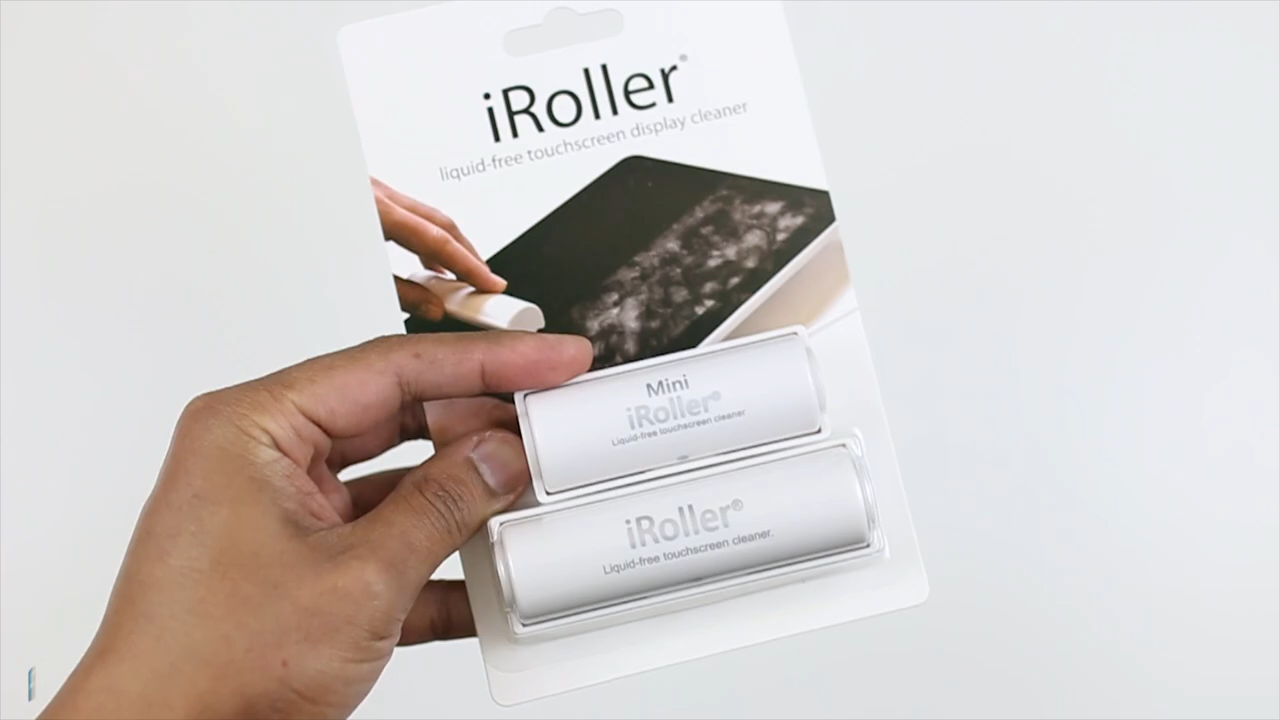 iRoller®
liquid-free touchscreen display cleaner
Mini
iRoller®
Liquid-free touchscreen cleaner
iRoller®
Liquid-free touchscreen cleaner.